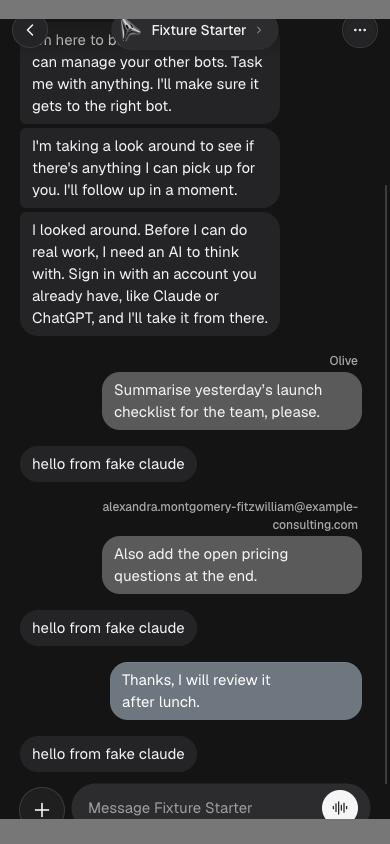 Fixture Starter
I'm here to b
can manage your other bots. Task
me with anything. I'll make sure it
gets to the right bot.
I'm taking a look around to see if
there's anything I can pick up for
you. I'll follow up in a moment.
I looked around. Before I can do
real work, I need an AI to think
with. Sign in with an account you
already have, like Claude or
ChatGPT, and I'll take it from there.
Olive
Summarise yesterday's launch
checklist for the team, please.
hello from fake claude
alexandra.montgomery-fitzwilliam@example-
consulting.com
Also add the open pricing
questions at the end.
hello from fake claude
Thanks, I will review it
after lunch.
hello from fake claude
Message Fixture Starter